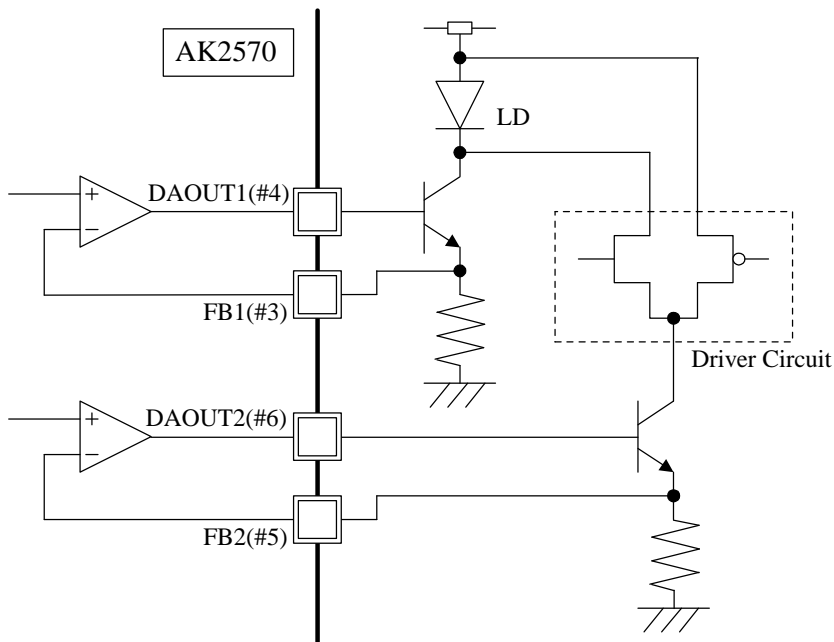 AK2570
LD
DAOUT1(#4)
+
−
FB1(#3)
Driver Circuit
DAOUT2(#6)
+
−
FB2(#5)